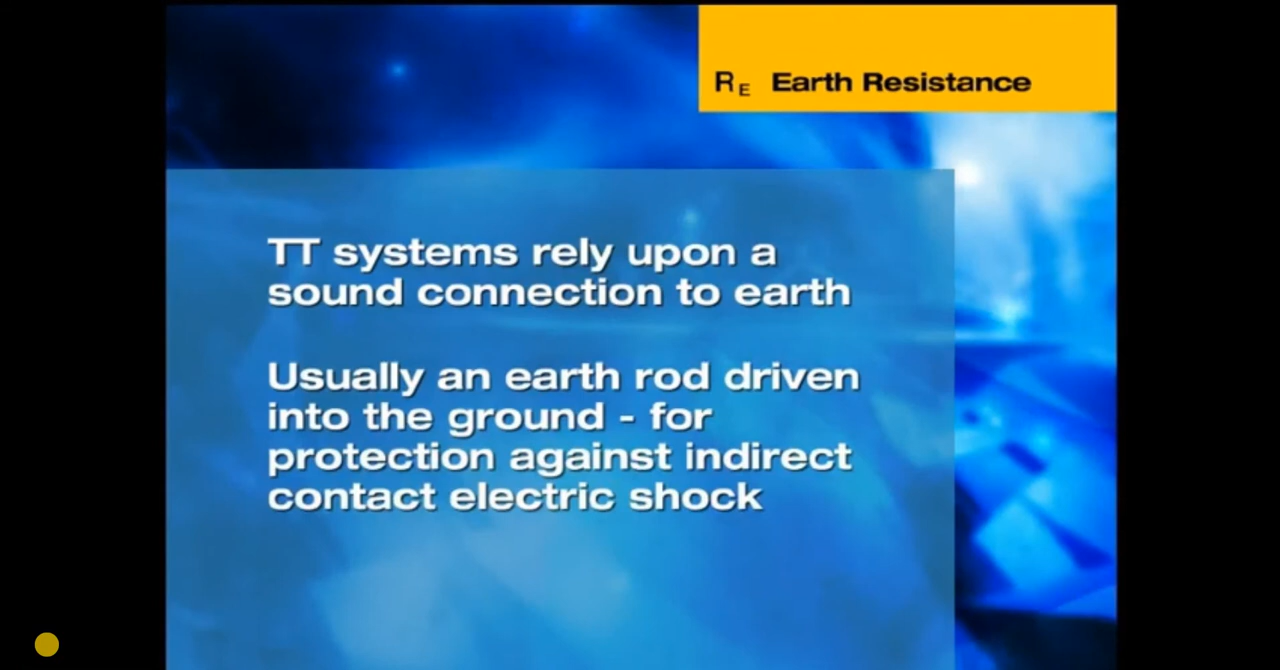 RE Earth Resistance
TT systems rely upon a
sound connection to earth
Usually an earth rod driven
into the ground - for
protection against indirect
contact electric shock